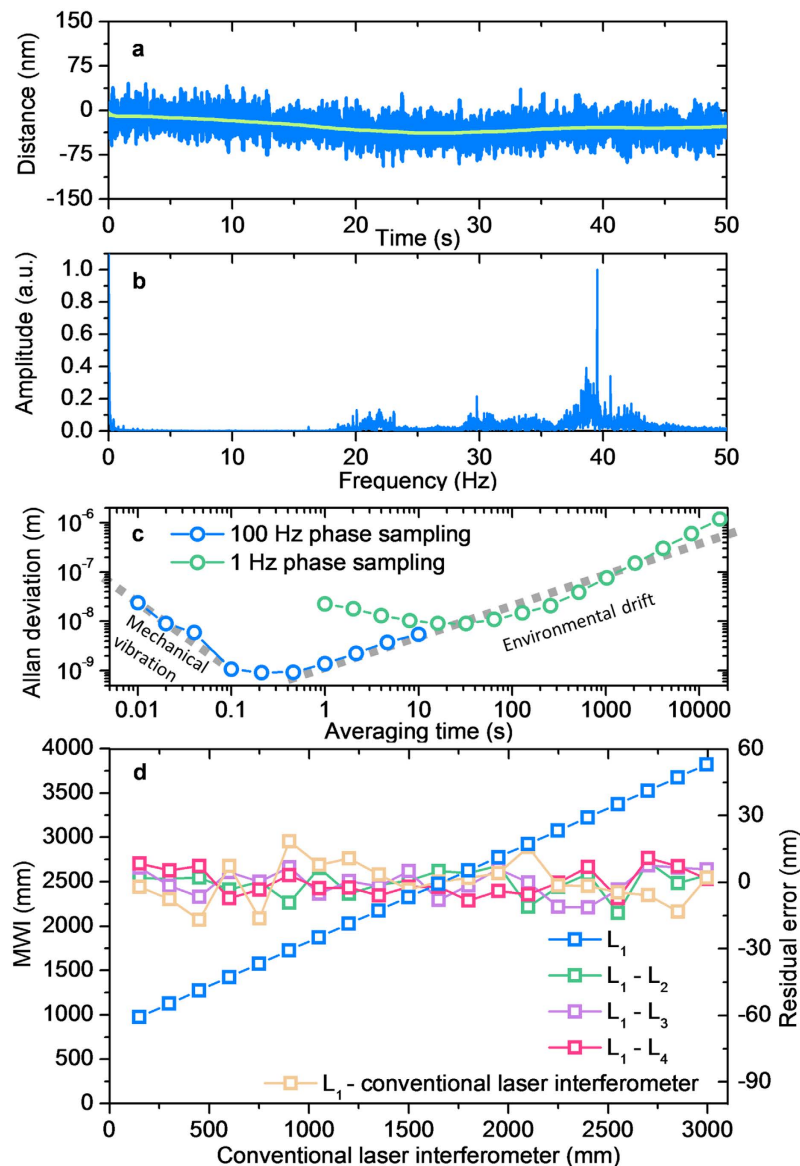 a
150
75
0
-75
-150
Distance (nm)
0 10 20 30 40 50
Time (s)
b
1.0
0.8
0.6
0.4
0.2
0.0
Amplitude (a.u.)
0 10 20 30 40 50
Frequency (Hz)
c
100 Hz phase sampling
1 Hz phase sampling
10⁻⁶
10⁻⁷
10⁻⁸
10⁻⁹
Allan deviation (m)
Mechanical
vibration
Environmental drift
0.01 0.1 1 10 100 1000 10000
Averaging time (s)
d
4000
3500
3000
2500
2000
1500
1000
500
0
MWI (mm)
60
30
0
-30
-60
-90
Residual error (nm)
L₁
L₁ - L₂
L₁ - L₃
L₁ - L₄
L₁ - conventional laser interferometer
0 500 1000 1500 2000 2500 3000
Conventional laser interferometer (mm)